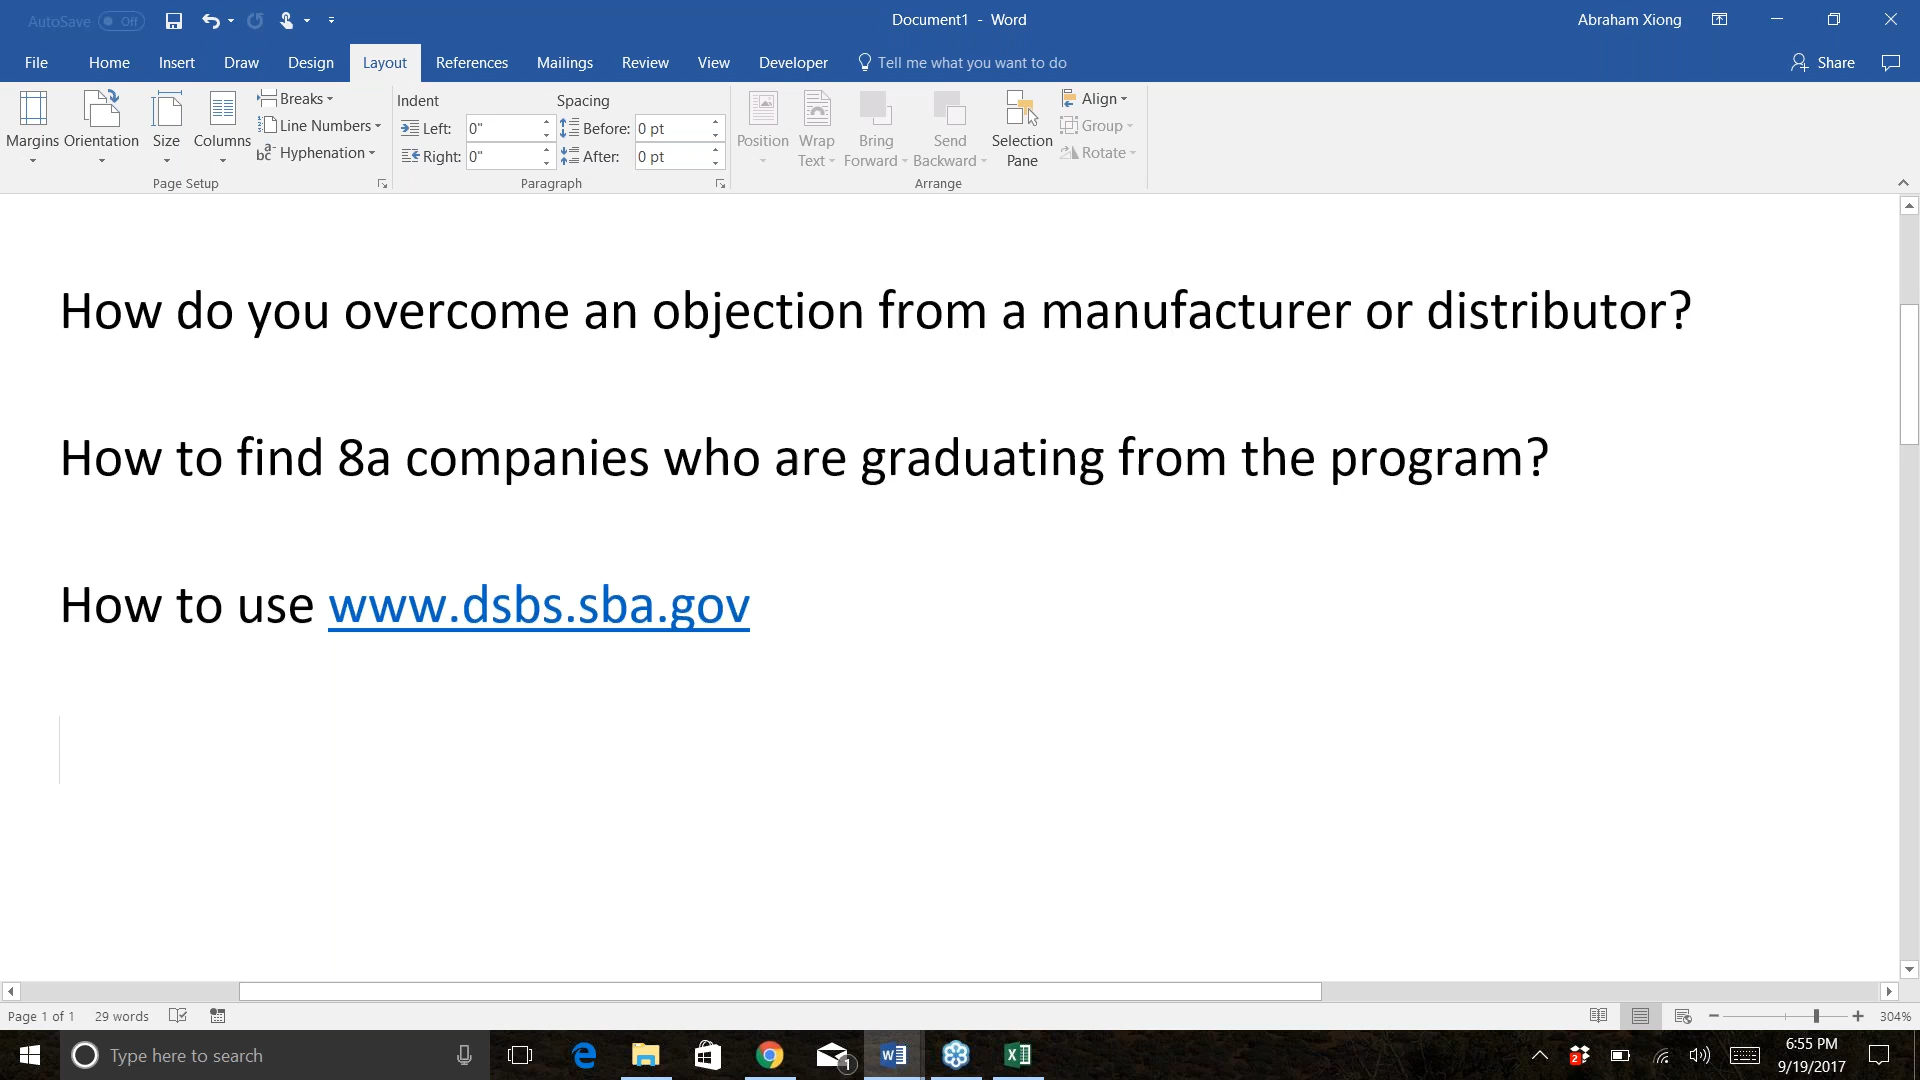 AutoSave Off
Document1 - Word
Abraham Xiong
File Home Insert Draw Design Layout References Mailings Review View Developer Tell me what you want to do Share
Margins Orientation Size Columns
Breaks
Line Numbers
Hyphenation
Page Setup
Indent
Left: 0"
Right: 0"
Spacing
Before: 0 pt
After: 0 pt
Paragraph
Position
Wrap Text
Bring Forward
Send Backward
Selection Pane
Align
Group
Rotate
Arrange
How do you overcome an objection from a manufacturer or distributor?
How to find 8a companies who are graduating from the program?
How to use www.dsbs.sba.gov
Page 1 of 1 29 words
304%
Type here to search
1
2
6:55 PM
9/19/2017